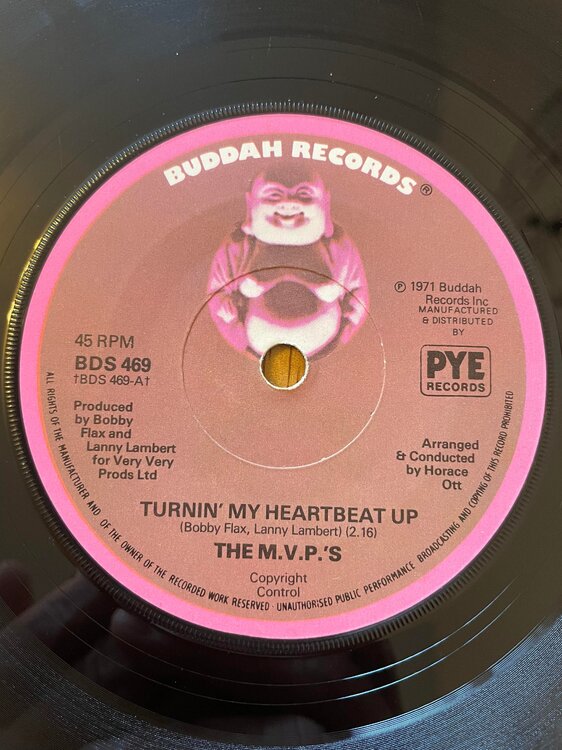 BUDDAH RECORDS®
℗ 1971 Buddah
Records Inc
MANUFACTURED
& DISTRIBUTED
BY
PYE
RECORDS
45 RPM
BDS 469
†BDS 469-A†
Produced
by Bobby
Flax and
Lanny Lambert
for Very Very
Prods Ltd
Arranged
& Conducted
by Horace
Ott
TURNIN' MY HEARTBEAT UP
(Bobby Flax, Lanny Lambert) (2.16)
THE M.V.P.'S
Copyright
Control
ALL RIGHTS OF THE MANUFACTURER AND OF THE OWNER OF THE RECORDED WORK RESERVED · UNAUTHORISED PUBLIC PERFORMANCE BROADCASTING AND COPYING OF THIS RECORD PROHIBITED